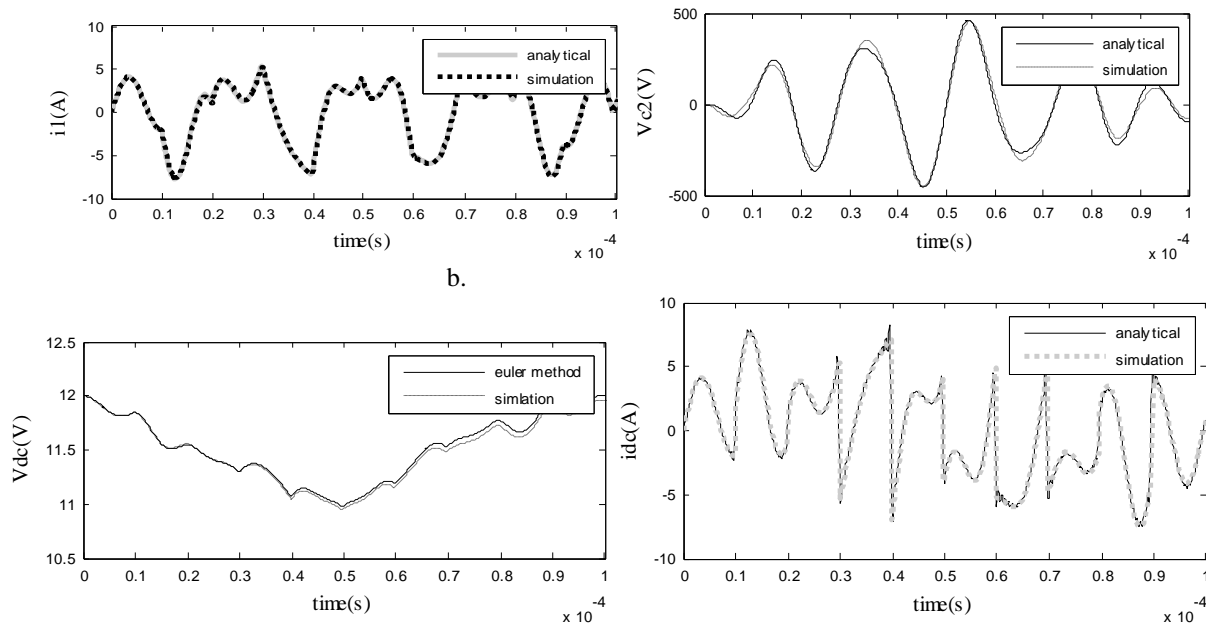 10
5
0
-5
-10
i1(A)
analytical
simulation
0 0.1 0.2 0.3 0.4 0.5 0.6 0.7 0.8 0.9 1
time(s)
x 10
-4
b.
500
0
-500
Vc2(V)
analytical
simulation
0 0.1 0.2 0.3 0.4 0.5 0.6 0.7 0.8 0.9 1
time(s)
x 10
-4
12.5
12
11.5
11
10.5
Vdc(V)
euler method
simlation
0 0.1 0.2 0.3 0.4 0.5 0.6 0.7 0.8 0.9 1
time(s)
x 10
-4
10
5
0
-5
-10
idc(A)
analytical
simulation
0 0.1 0.2 0.3 0.4 0.5 0.6 0.7 0.8 0.9 1
time(s)
x 10
-4